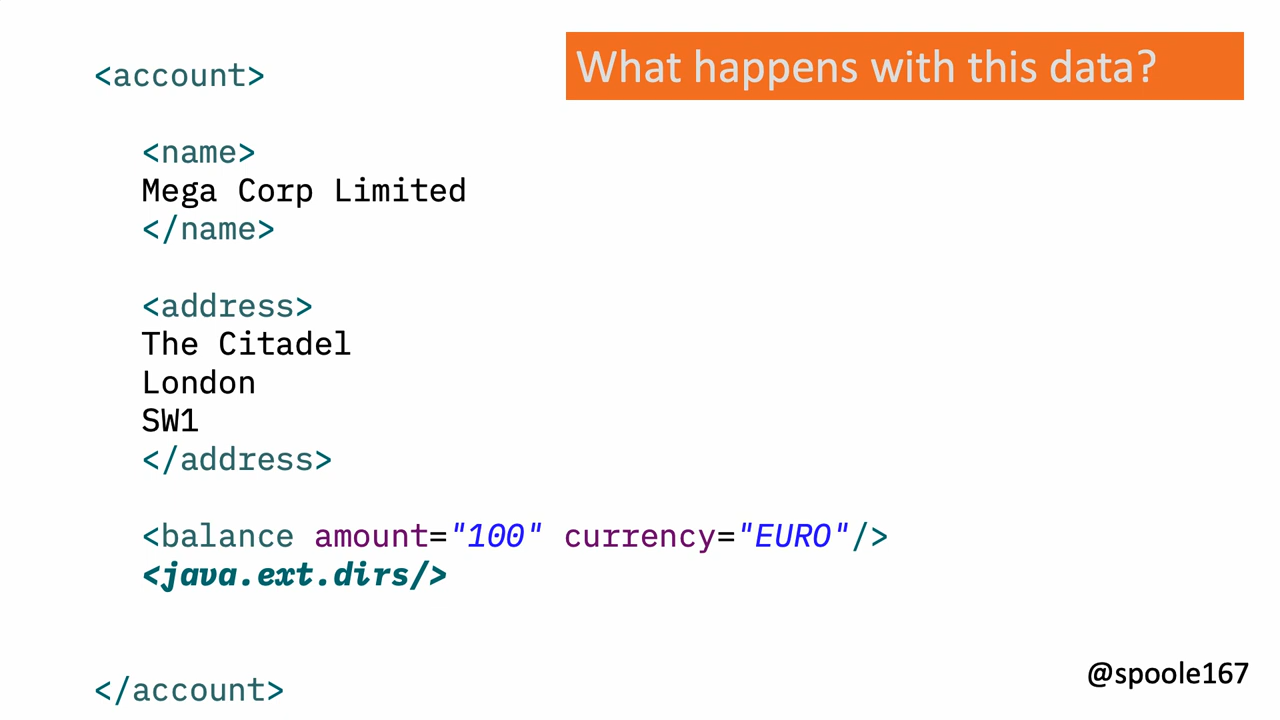 <account>
What happens with this data?
<name>
Mega Corp Limited
</name>
<address>
The Citadel
London
SW1
</address>
<balance amount="100" currency="EURO"/>
<java.ext.dirs/>
</account>
@spoole167